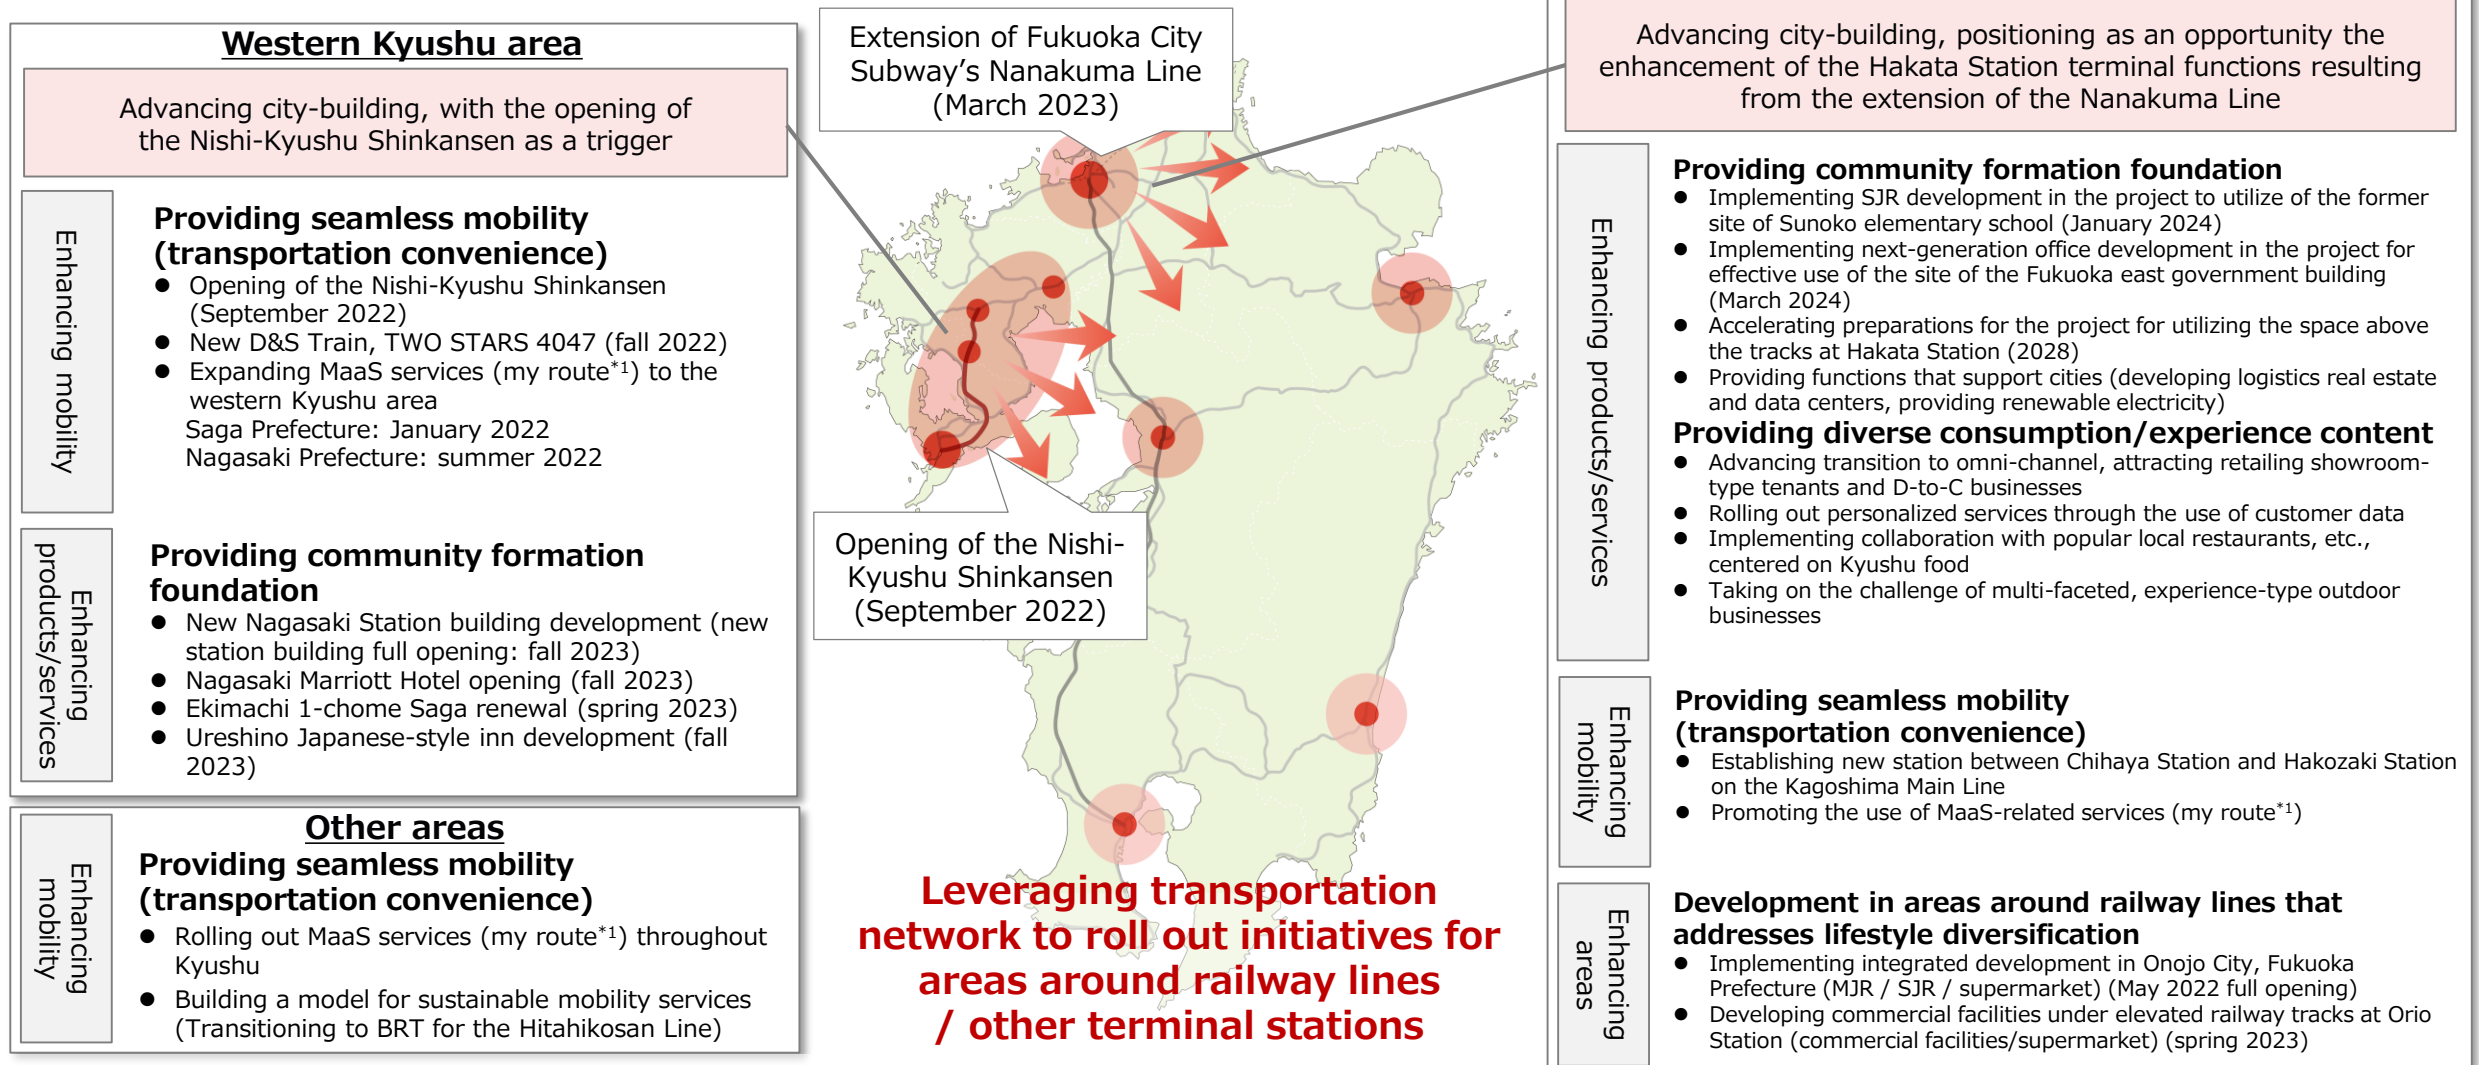 Western Kyushu area
Advancing city-building, with the opening of
the Nishi-Kyushu Shinkansen as a trigger
Enhancing mobility
Providing seamless mobility
(transportation convenience)
● Opening of the Nishi-Kyushu Shinkansen
(September 2022)
● New D&S Train, TWO STARS 4047 (fall 2022)
● Expanding MaaS services (my route*1) to the
western Kyushu area
Saga Prefecture: January 2022
Nagasaki Prefecture: summer 2022
Enhancing
products/services
Providing community formation
foundation
● New Nagasaki Station building development (new
station building full opening: fall 2023)
● Nagasaki Marriott Hotel opening (fall 2023)
● Ekimachi 1-chome Saga renewal (spring 2023)
● Ureshino Japanese-style inn development (fall
2023)
Other areas
Enhancing
mobility
Providing seamless mobility
(transportation convenience)
● Rolling out MaaS services (my route*1) throughout
Kyushu
● Building a model for sustainable mobility services
(Transitioning to BRT for the Hitahikosan Line)
Extension of Fukuoka City
Subway's Nanakuma Line
(March 2023)
Opening of the Nishi-
Kyushu Shinkansen
(September 2022)
Leveraging transportation
network to roll out initiatives for
areas around railway lines
/ other terminal stations
Advancing city-building, positioning as an opportunity the
enhancement of the Hakata Station terminal functions resulting
from the extension of the Nanakuma Line
Enhancing products/services
Providing community formation foundation
● Implementing SJR development in the project to utilize of the former
site of Sunoko elementary school (January 2024)
● Implementing next-generation office development in the project for
effective use of the site of the Fukuoka east government building
(March 2024)
● Accelerating preparations for the project for utilizing the space above
the tracks at Hakata Station (2028)
● Providing functions that support cities (developing logistics real estate
and data centers, providing renewable electricity)
Providing diverse consumption/experience content
● Advancing transition to omni-channel, attracting retailing showroom-
type tenants and D-to-C businesses
● Rolling out personalized services through the use of customer data
● Implementing collaboration with popular local restaurants, etc.,
centered on Kyushu food
● Taking on the challenge of multi-faceted, experience-type outdoor
businesses
Enhancing
mobility
Providing seamless mobility
(transportation convenience)
● Establishing new station between Chihaya Station and Hakozaki Station
on the Kagoshima Main Line
● Promoting the use of MaaS-related services (my route*1)
Enhancing
areas
Development in areas around railway lines that
addresses lifestyle diversification
● Implementing integrated development in Onojo City, Fukuoka
Prefecture (MJR / SJR / supermarket) (May 2022 full opening)
● Developing commercial facilities under elevated railway tracks at Orio
Station (commercial facilities/supermarket) (spring 2023)